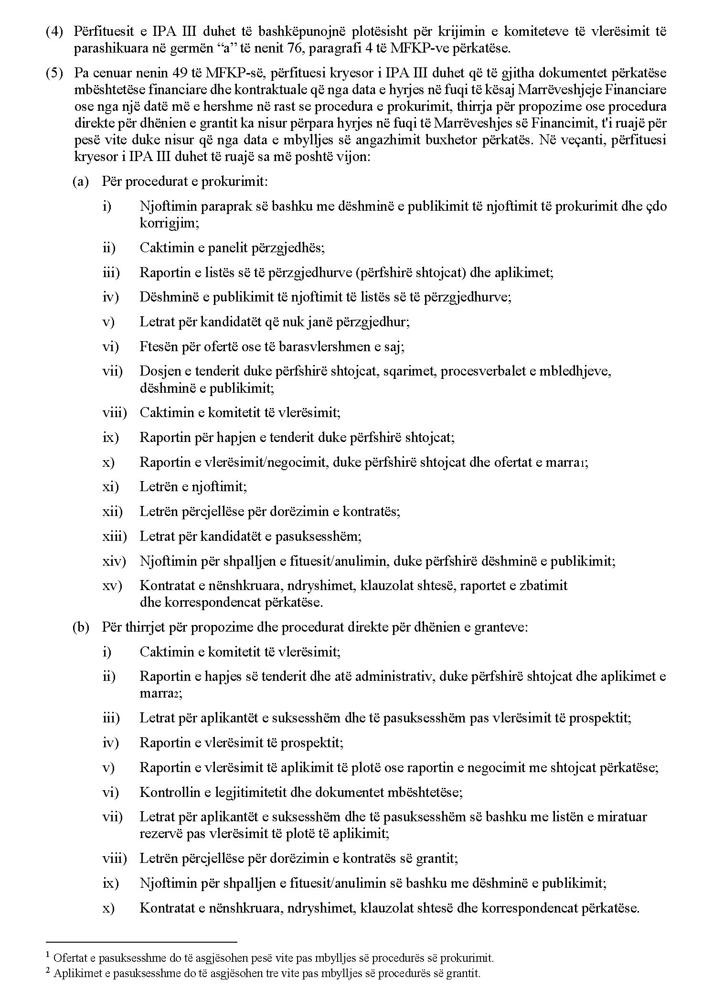 (4) Përfituesit e IPA III duhet të bashkëpunojnë plotësisht për krijimin e komiteteve të vlerësimit të
parashikuara në germën “a” të nenit 76, paragrafi 4 të MFKP-ve përkatëse.
(5) Pa cenuar nenin 49 të MFKP-së, përfituesi kryesor i IPA III duhet që të gjitha dokumentet përkatëse
mbështetëse financiare dhe kontraktuale që nga data e hyrjes në fuqi të kësaj Marrëveshjeje Financiare
ose nga një datë më e hershme në rast se procedura e prokurimit, thirrja për propozime ose procedura
direkte për dhënien e grantit ka nisur përpara hyrjes në fuqi të Marrëveshjes së Financimit, t'i ruajë për
pesë vite duke nisur që nga data e mbylljes së angazhimit buxhetor përkatës. Në veçanti, përfituesi
kryesor i IPA III duhet të ruajë sa më poshtë vijon:
(a) Për procedurat e prokurimit:
i) Njoftimin paraprak së bashku me dëshminë e publikimit të njoftimit të prokurimit dhe çdo
korrigjim;
ii) Caktimin e panelit përzgjedhës;
iii) Raportin e listës së të përzgjedhurve (përfshirë shtojcat) dhe aplikimet;
iv) Dëshminë e publikimit të njoftimit të listës së të përzgjedhurve;
v) Letrat për kandidatët që nuk janë përzgjedhur;
vi) Ftesën për ofertë ose të barasvlershmen e saj;
vii) Dosjen e tenderit duke përfshirë shtojcat, sqarimet, procesverbalet e mbledhjeve,
dëshminë e publikimit;
viii) Caktimin e komitetit të vlerësimit;
ix) Raportin për hapjen e tenderit duke përfshirë shtojcat;
x) Raportin e vlerësimit/negocimit, duke përfshirë shtojcat dhe ofertat e marra1;
xi) Letrën e njoftimit;
xii) Letrën përcjellëse për dorëzimin e kontratës;
xiii) Letrat për kandidatët e pasuksesshëm;
xiv) Njoftimin për shpalljen e fituesit/anulimin, duke përfshirë dëshminë e publikimit;
xv) Kontratat e nënshkruara, ndryshimet, klauzolat shtesë, raportet e zbatimit
dhe korrespondencat përkatëse.
(b) Për thirrjet për propozime dhe procedurat direkte për dhënien e granteve:
i) Caktimin e komitetit të vlerësimit;
ii) Raportin e hapjes së tenderit dhe atë administrativ, duke përfshirë shtojcat dhe aplikimet e
marra2;
iii) Letrat për aplikantët e suksesshëm dhe të pasuksesshëm pas vlerësimit të prospektit;
iv) Raportin e vlerësimit të prospektit;
v) Raportin e vlerësimit të aplikimit të plotë ose raportin e negocimit me shtojcat përkatëse;
vi) Kontrollin e legjitimitetit dhe dokumentet mbështetëse;
vii) Letrat për aplikantët e suksesshëm dhe të pasuksesshëm së bashku me listën e miratuar
rezervë pas vlerësimit të plotë të aplikimit;
viii) Letrën përcjellëse për dorëzimin e kontratës së grantit;
ix) Njoftimin për shpalljen e fituesit/anulimin së bashku me dëshminë e publikimit;
x) Kontratat e nënshkruara, ndryshimet, klauzolat shtesë dhe korrespondencat përkatëse.
1 Ofertat e pasuksesshme do të asgjësohen pesë vite pas mbylljes së procedurës së prokurimit.
2 Aplikimet e pasuksesshme do të asgjësohen tre vite pas mbylljes së procedurës së grantit.